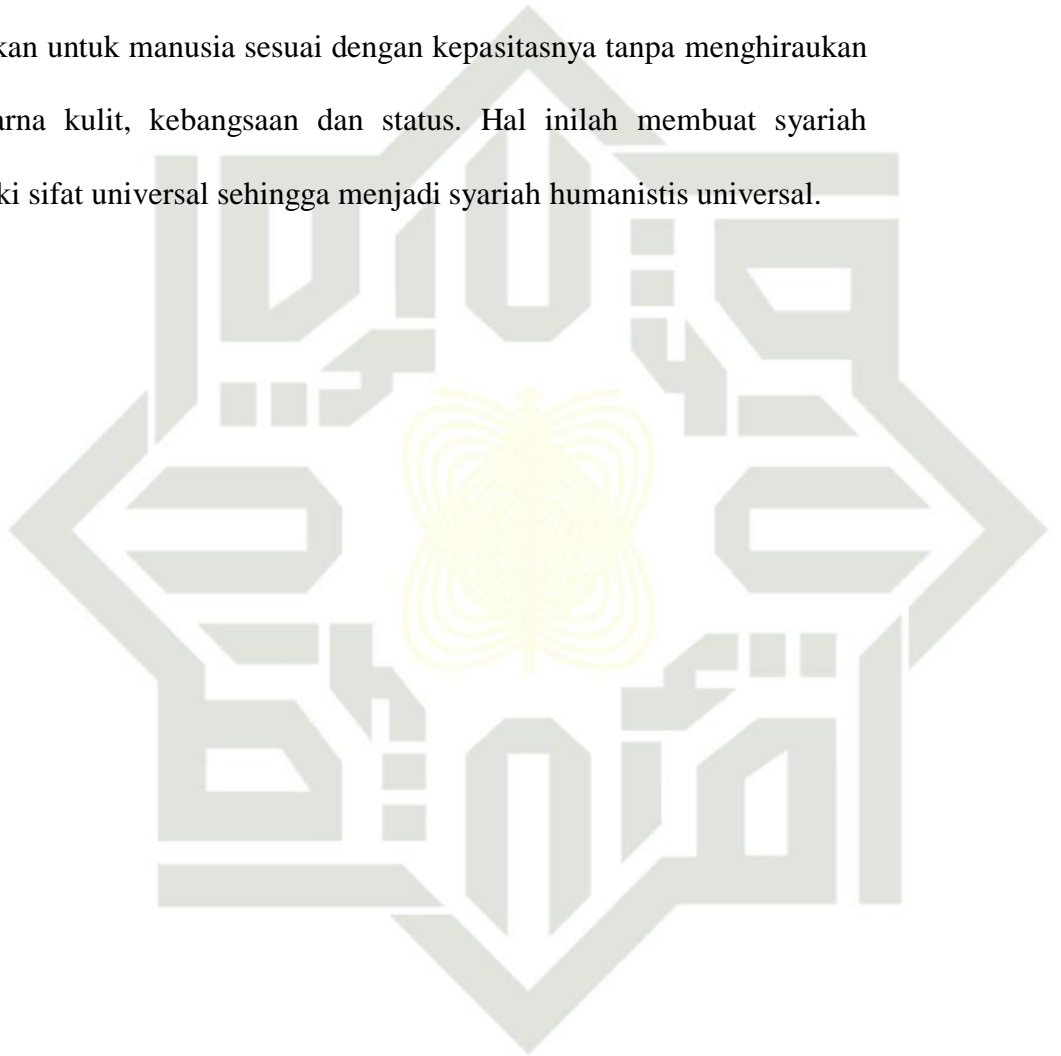 kan untuk manusia sesuai dengan kepasitasnya tanpa menghiraukan
arna kulit, kebangsaan dan status. Hal inilah membuat syariah
ki sifat universal sehingga menjadi syariah humanistis universal.